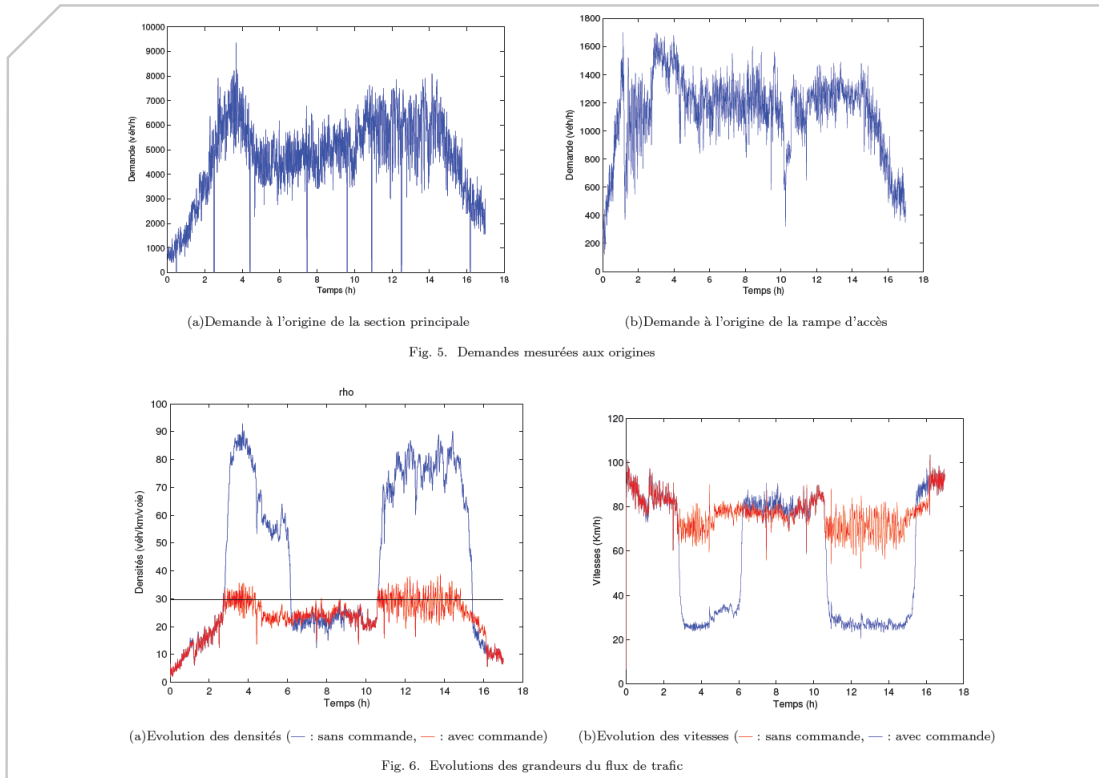 10000
9000
8000
7000
6000
5000
4000
3000
2000
1000
0
Demande (véh/h)
0 2 4 6 8 10 12 14 16 18
Temps (h)
(a)Demande à l'origine de la section principale
1800
1600
1400
1200
1000
800
600
400
200
0
Demande (véh/h)
0 2 4 6 8 10 12 14 16 18
Temps (h)
(b)Demande à l'origine de la rampe d'accès
Fig. 5. Demandes mesurées aux origines
rho
100
90
80
70
60
50
40
30
20
10
0
Densités (véh/km/voie)
0 2 4 6 8 10 12 14 16 18
Temps (h)
(a)Evolution des densités (— : sans commande, — : avec commande)
120
100
80
60
40
20
0
Vitesses (Km/h)
0 2 4 6 8 10 12 14 16 18
Temps (h)
(b)Evolution des vitesses (— : sans commande, — : avec commande)
Fig. 6. Evolutions des grandeurs du flux de trafic